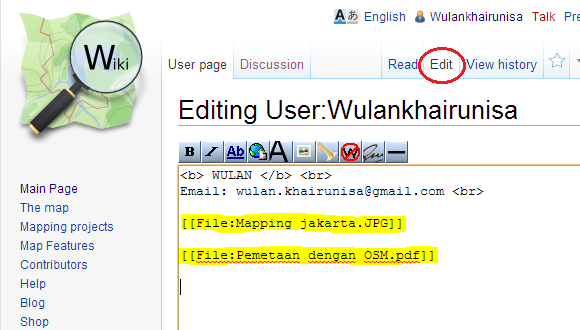 English Wulankhairunisa Talk Pre
Wiki
User page Discussion Read Edit View history
Editing User:Wulankhairunisa
B I Ab A W
<b> WULAN </b> <br>
Email: wulan.khairunisa@gmail.com <br>
[[File:Mapping jakarta.JPG]]
[[File:Pemetaan dengan OSM.pdf]]
Main Page
The map
Mapping projects
Map Features
Contributors
Help
Blog
Shop